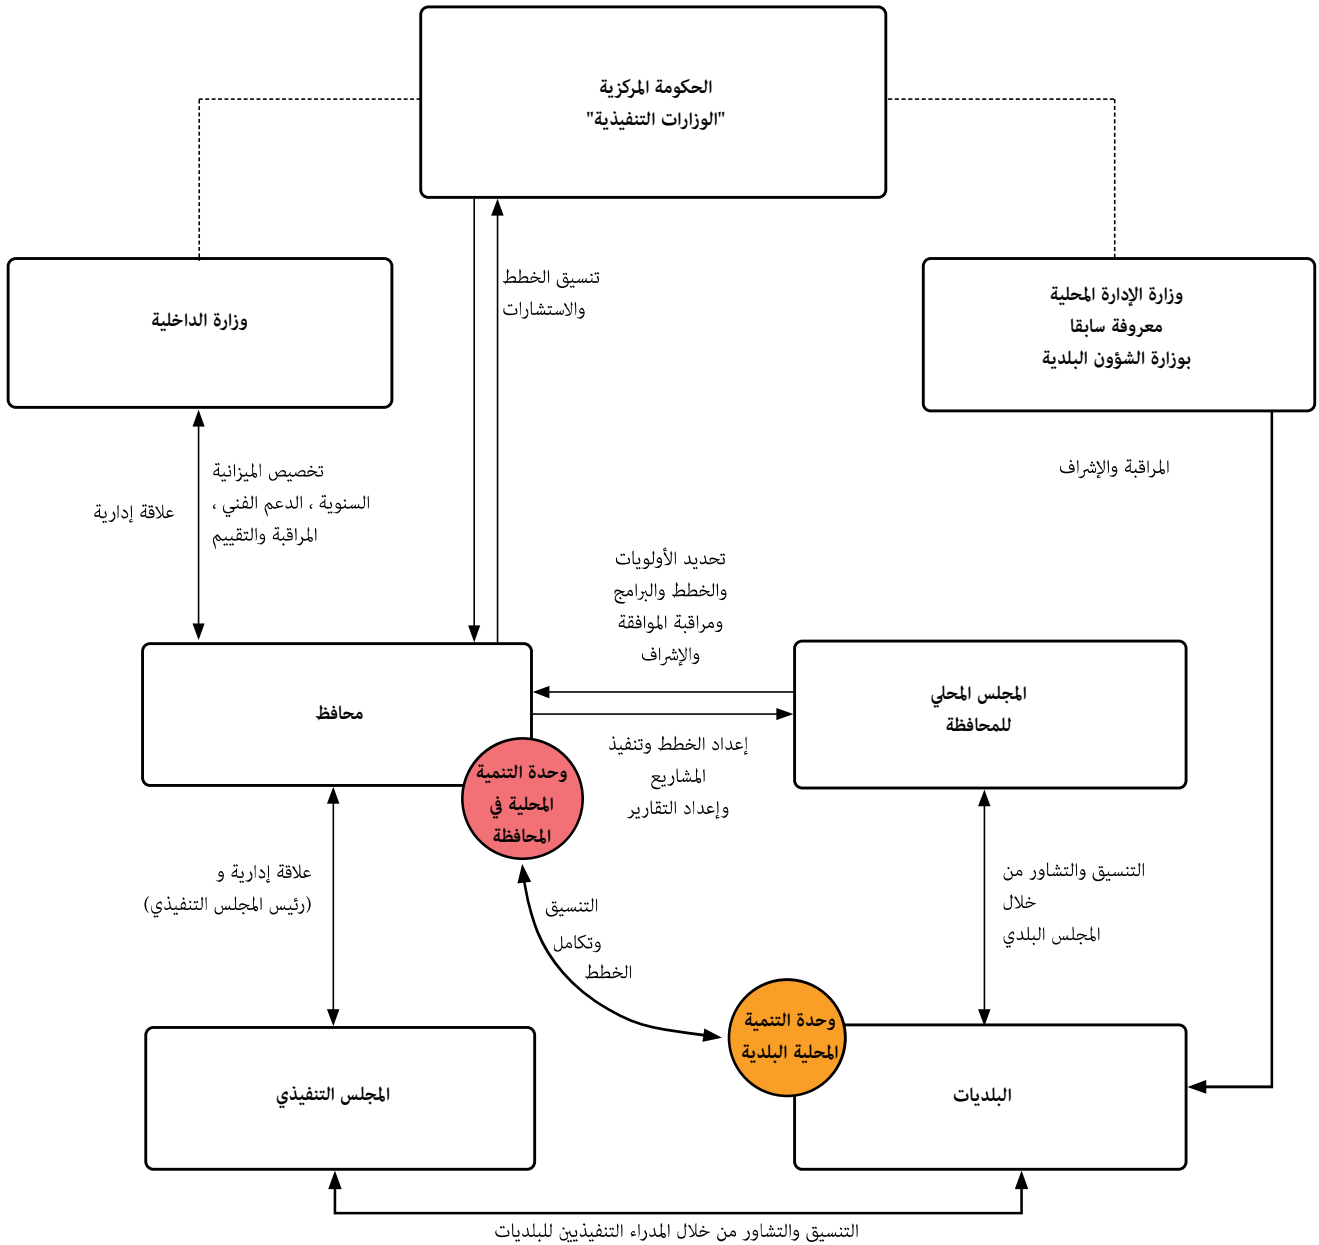 الحكومة المركزية
"الوزارات التنفيذية"
وزارة الإدارة المحلية
معروفة سابقا
بوزارة الشؤون البلدية
وزارة الداخلية
تنسيق الخطط
والاستشارات
المراقبة والإشراف
تخصيص الميزانية
السنوية ، الدعم الفني ،
المراقبة والتقييم
علاقة إدارية
تحديد الأولويات
والخطط والبرامج
ومراقبة الموافقة
والإشراف
المجلس المحلي
للمحافظة
محافظ
إعداد الخطط وتنفيذ
المشاريع
وإعداد التقارير
وحدة التنمية
المحلية في
المحافظة
التنسيق والتشاور من
خلال
المجلس البلدي
علاقة إدارية و
(رئيس المجلس التنفيذي)
التنسيق
وتكامل
الخطط
وحدة التنمية
المحلية البلدية
البلديات
المجلس التنفيذي
التنسيق والتشاور من خلال المدراء التنفيذيين للبلديات